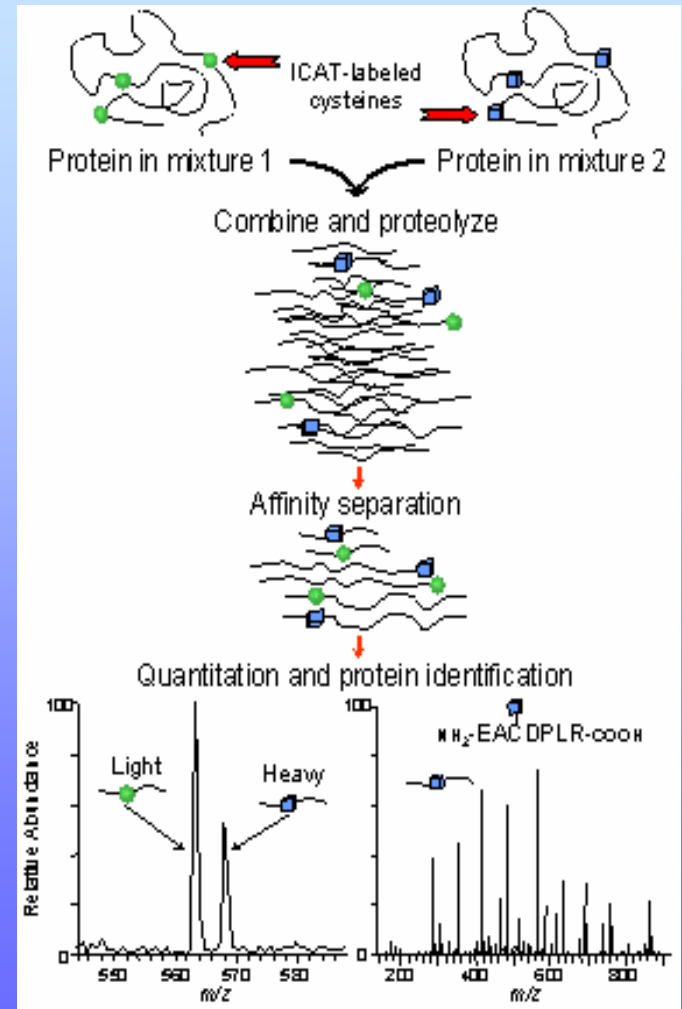 ICAT-labeled
cysteines
Protein in mixture 1
Protein in mixture 2
Combine and proteolyze
Affinity separation
Quantitation and protein identification
100
Light
Heavy
Relative Abundance
0
550
560
570
580
m/z
100
NH2-EACDPLR-COOH
0
200
400
600
800
m/z